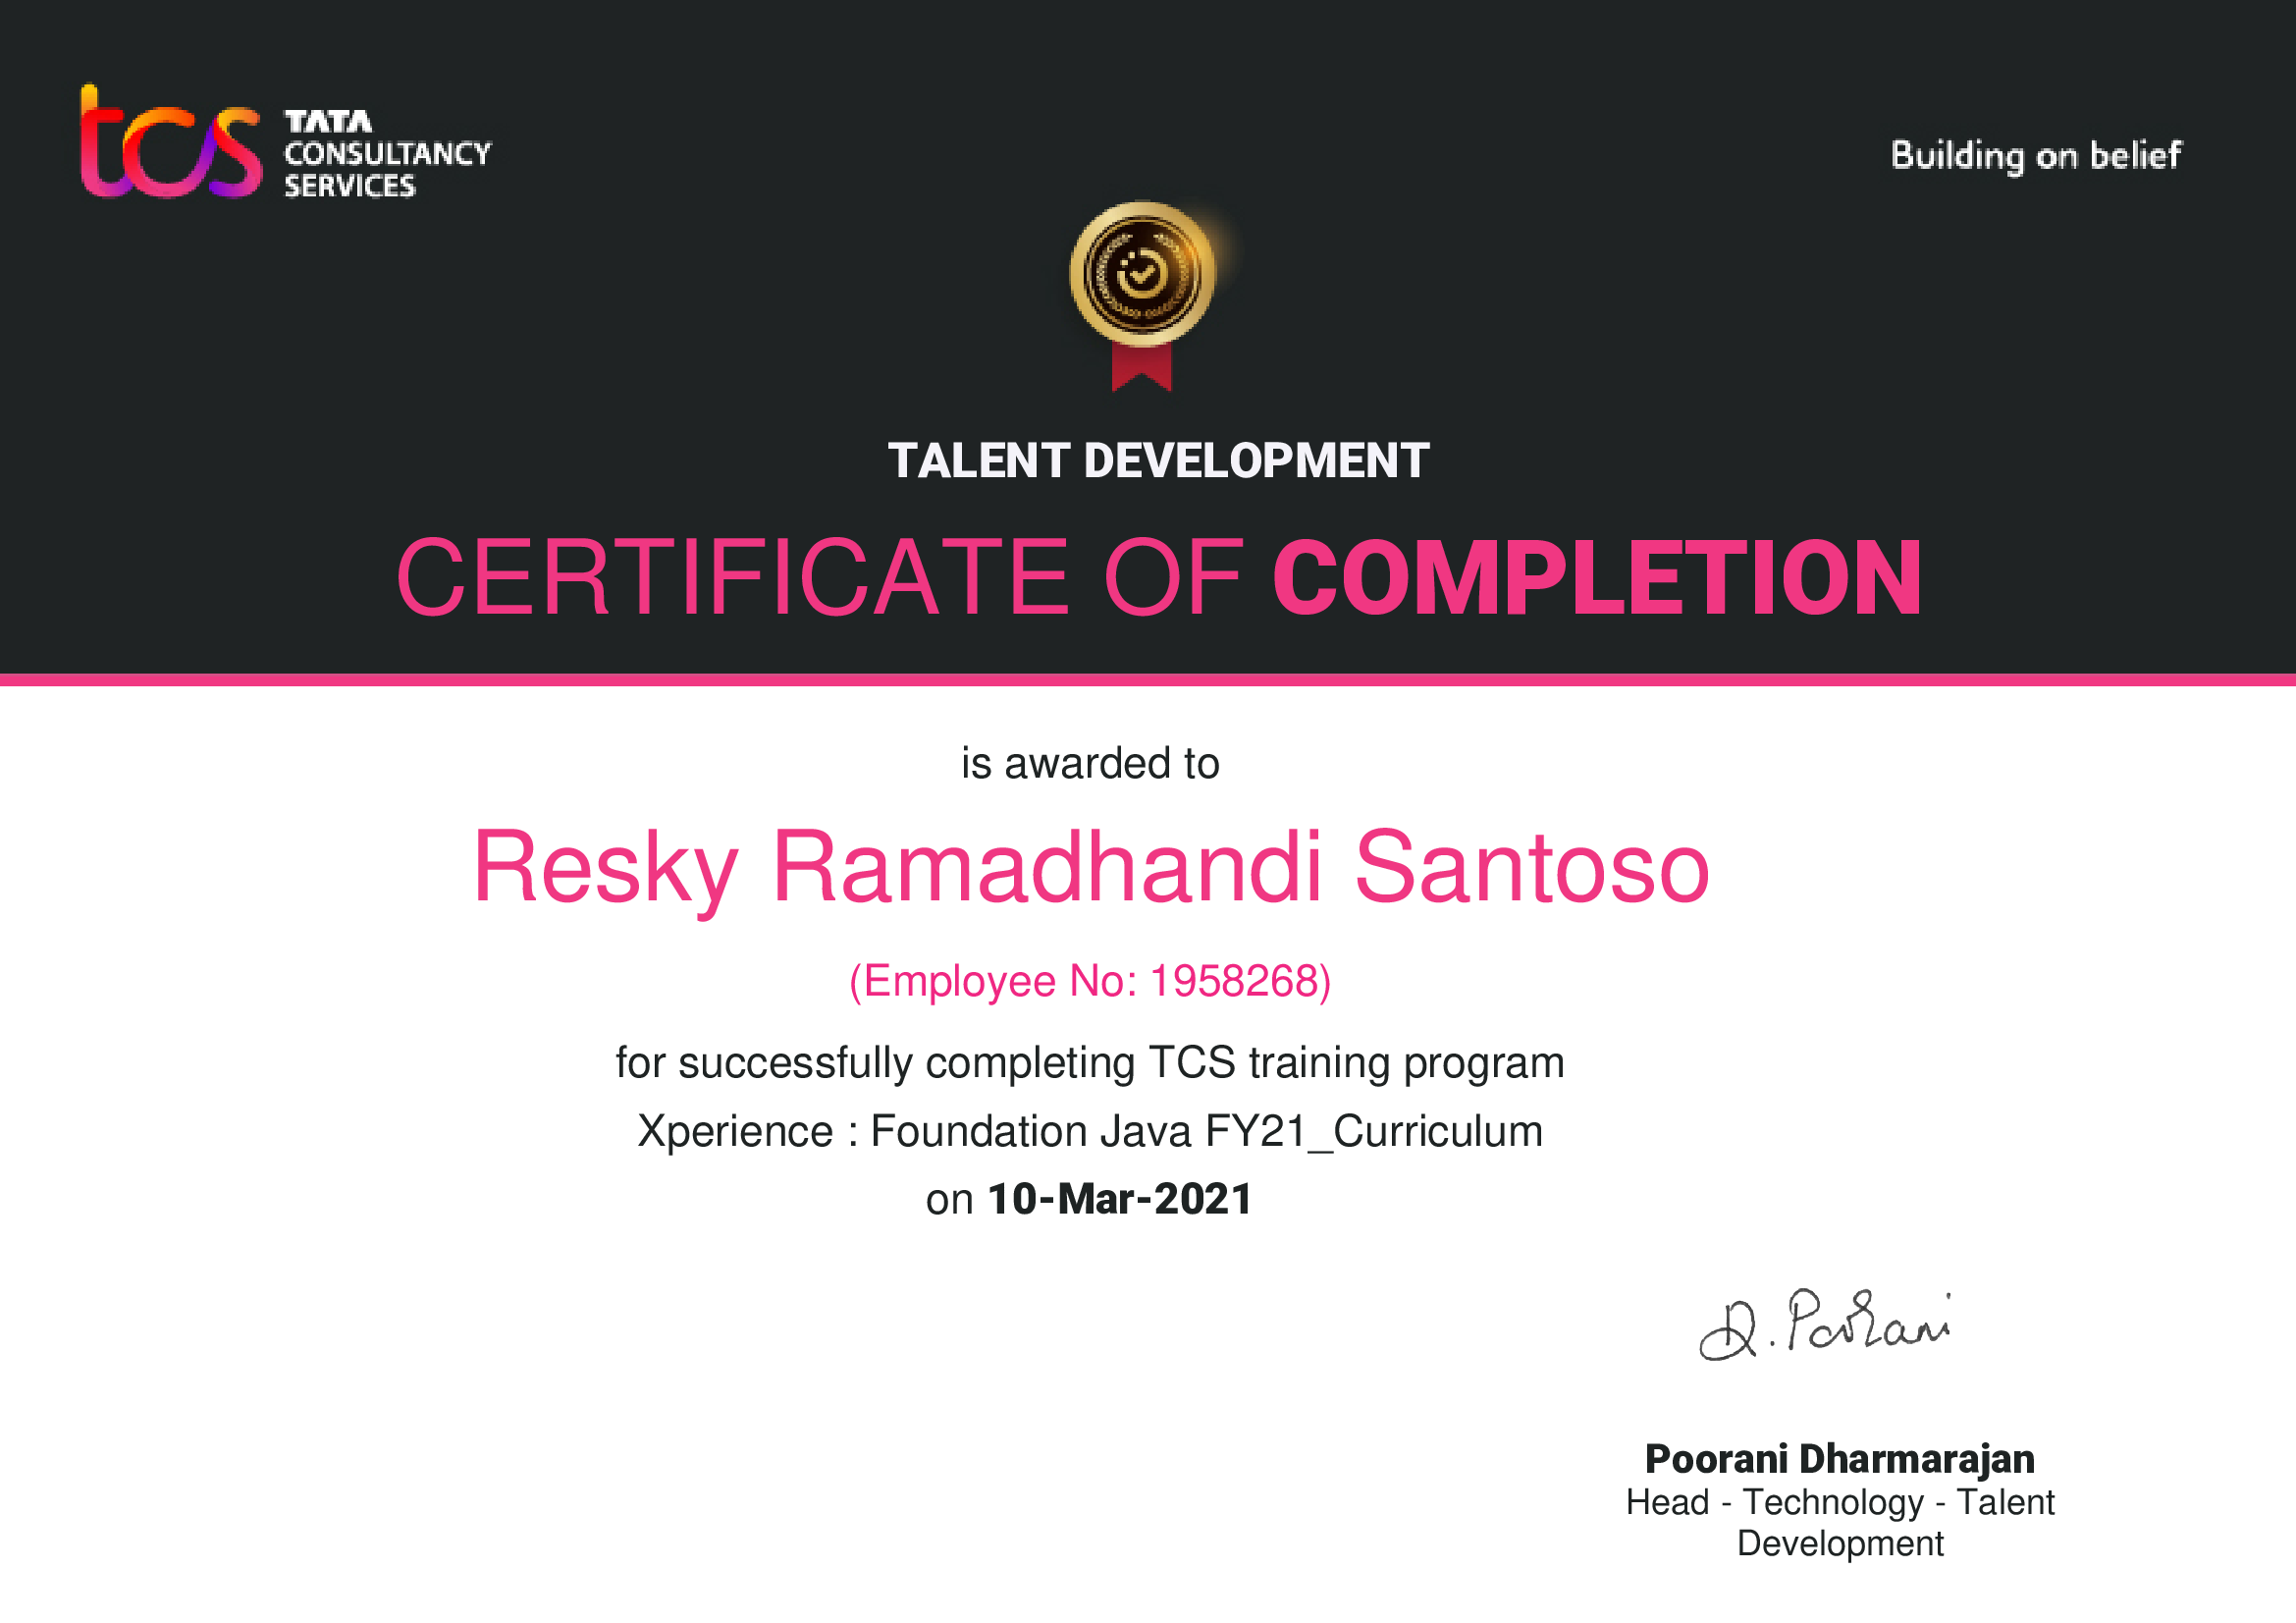 tcs
TATA
CONSULTANCY
SERVICES
Building on belief
TALENT DEVELOPMENT
CERTIFICATE OF COMPLETION
is awarded to
Resky Ramadhandi Santoso
(Employee No: 1958268)
for successfully completing TCS training program
Xperience : Foundation Java FY21_Curriculum
on 10-Mar-2021
D. Poorani
Poorani Dharmarajan
Head - Technology - Talent
Development